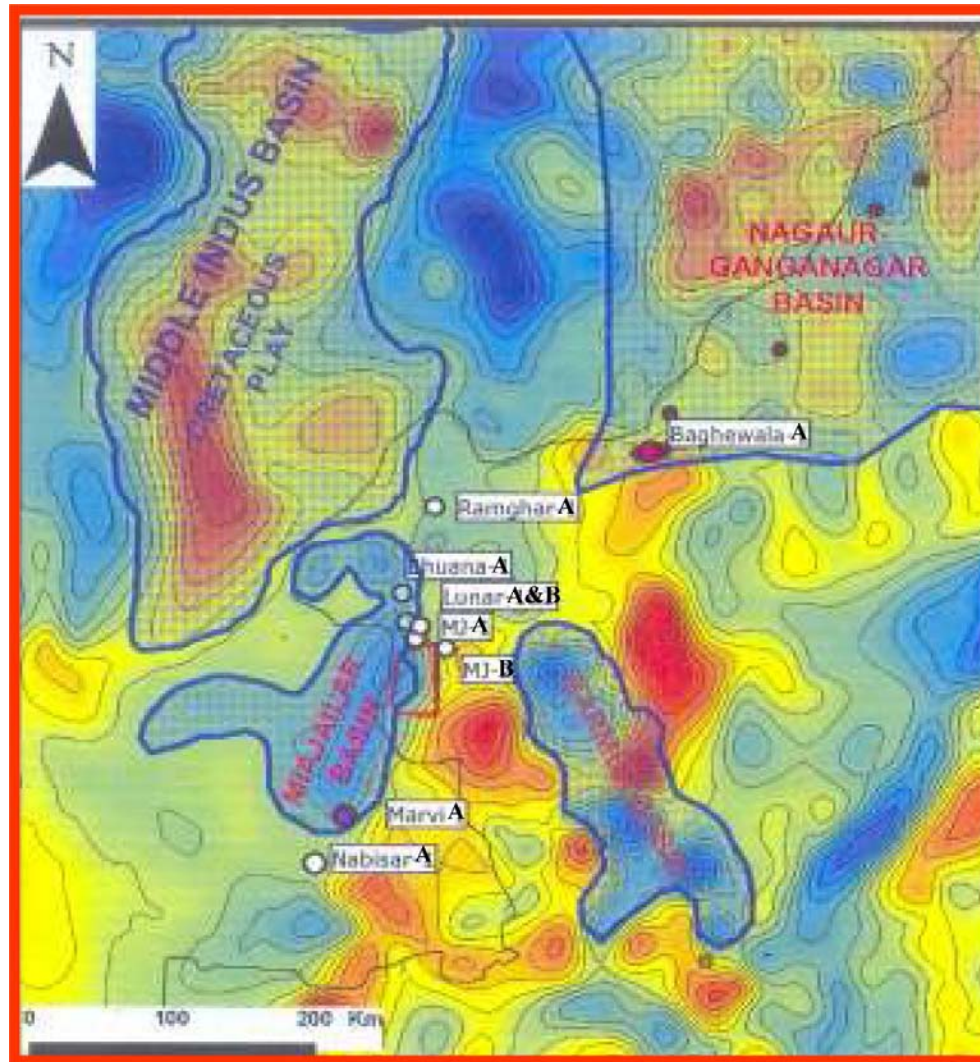 N
MIDDLE INDUS BASIN
CRETACEOUS
PLAY
NAGAUR-
GANGANAGAR
BASIN
Baghewala-A
Ramghar-A
Bhuana-A
Lunar-A&B
MJ-A
MJ-B
MIAJALAR
BASIN
Marvi A
Nabisar-A
0 100 200 Km